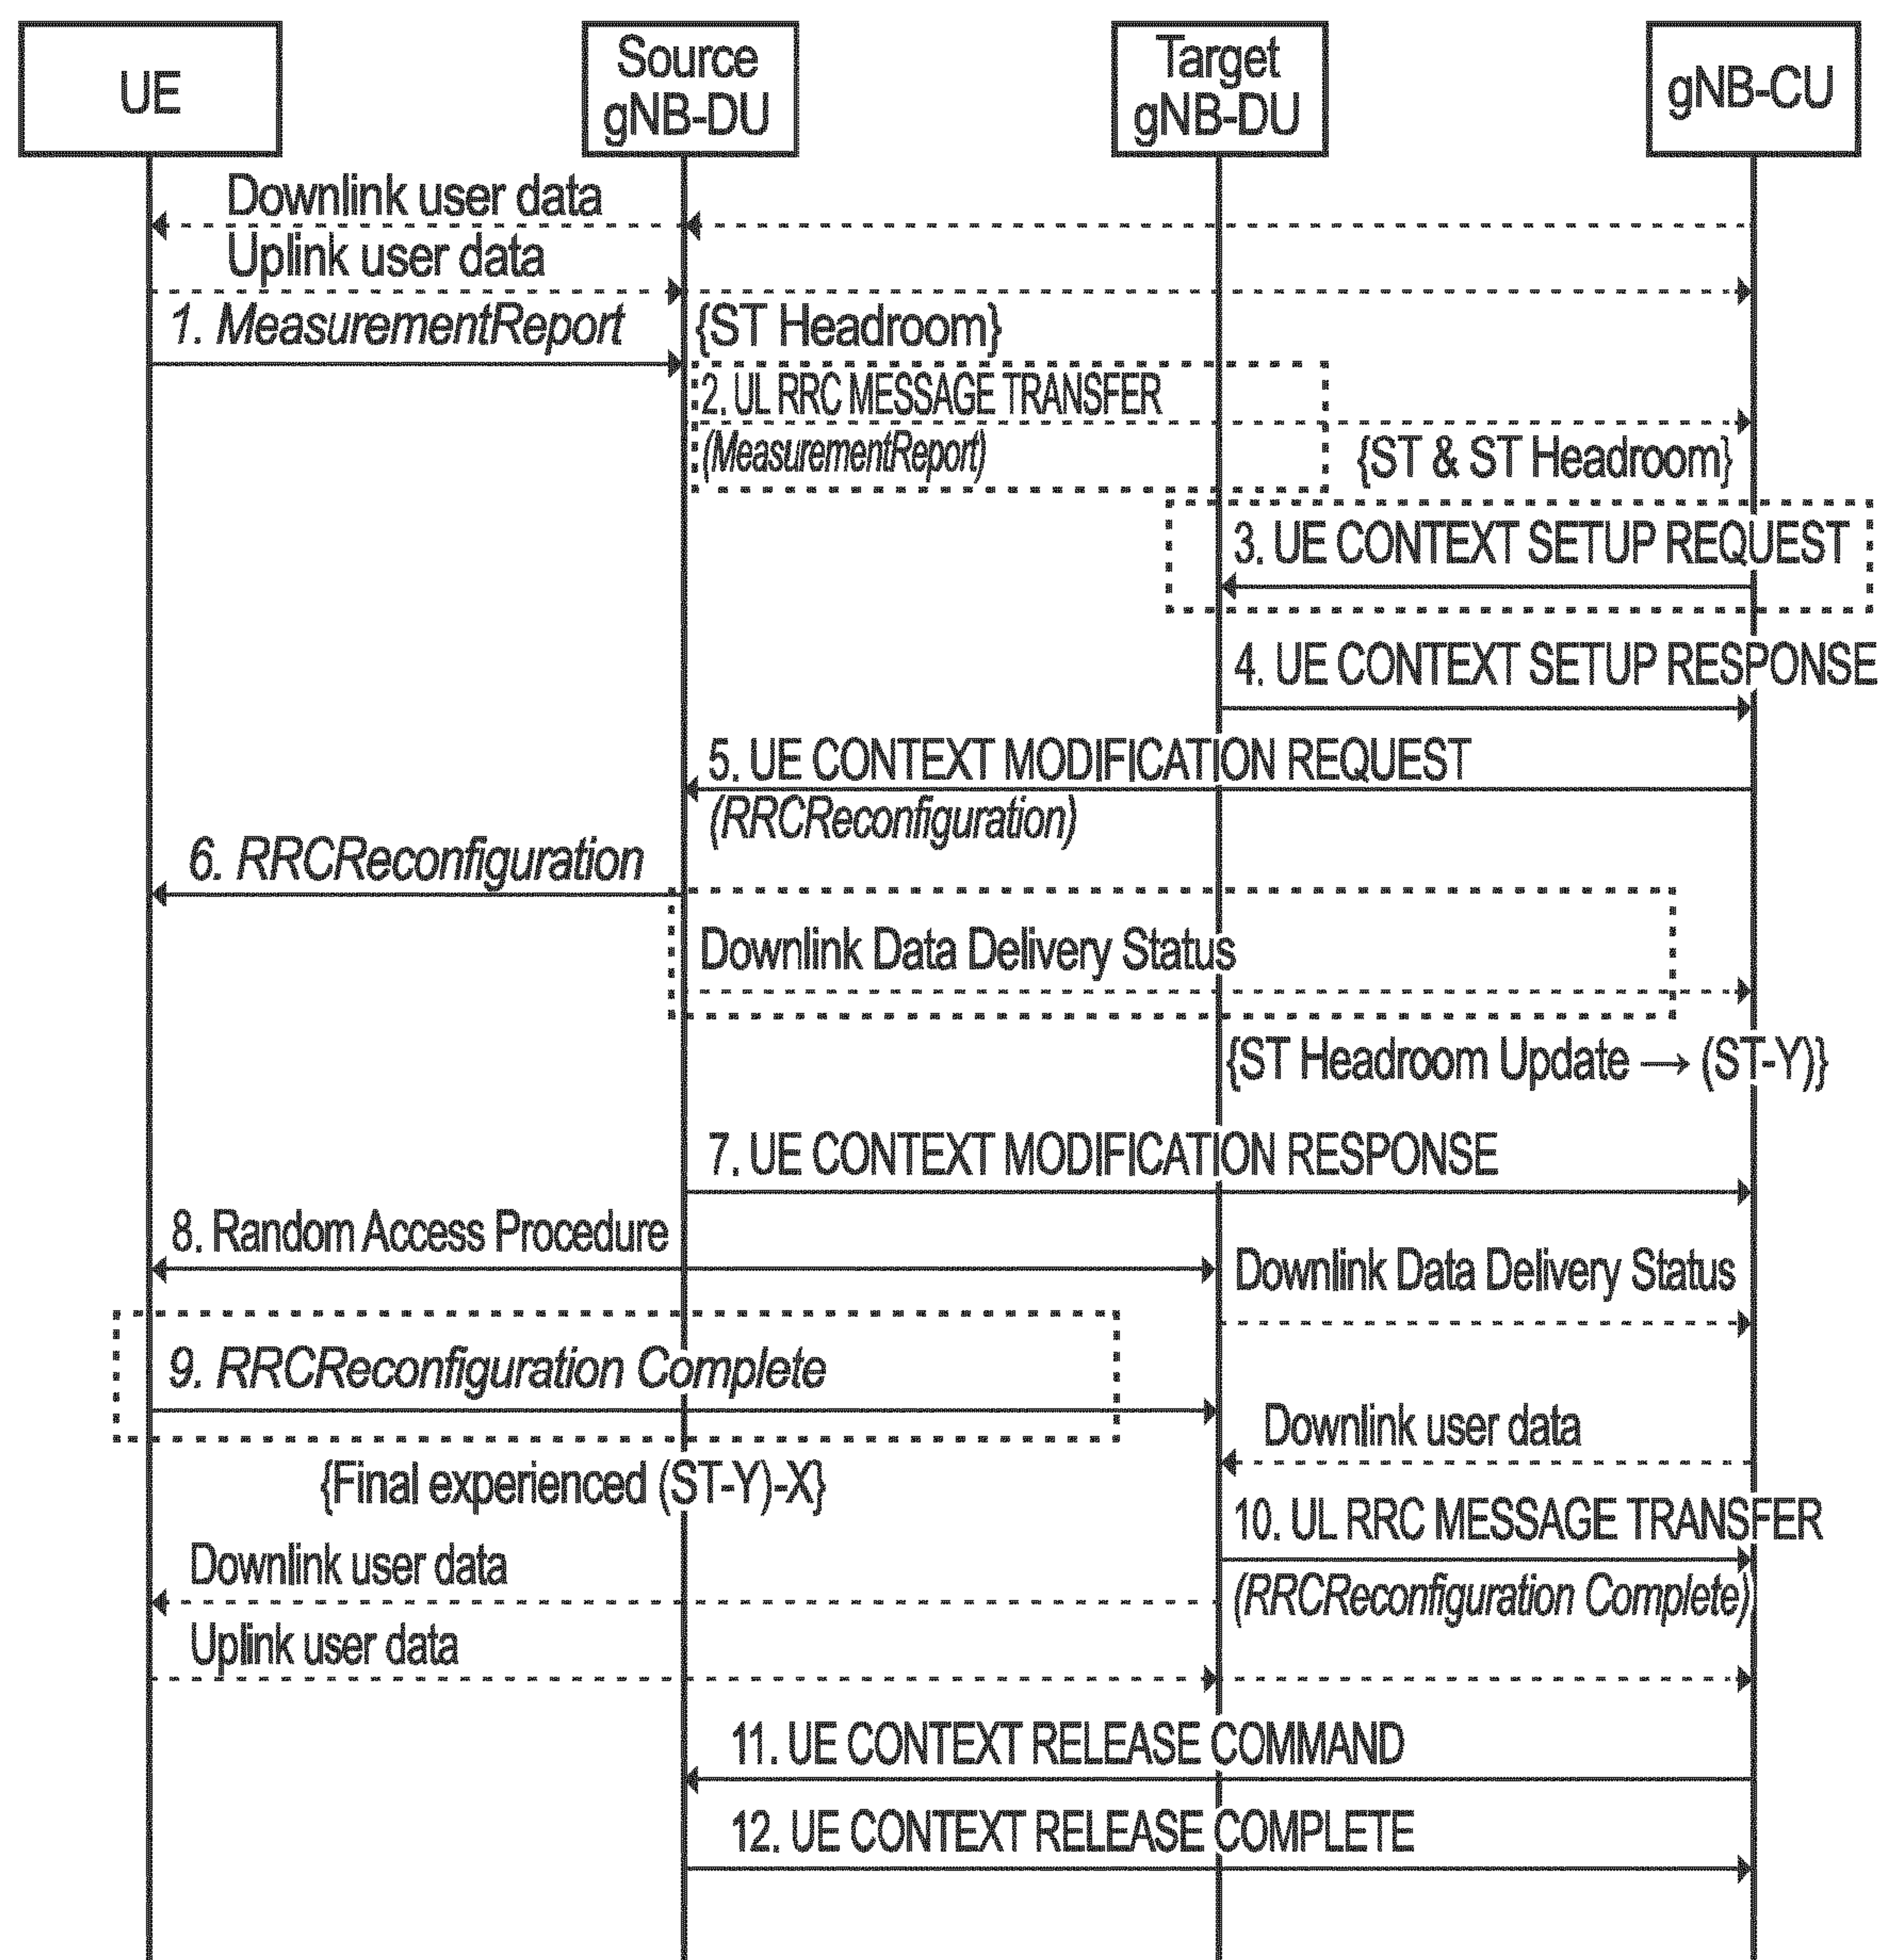 UE
Source
gNB-DU
Target
gNB-DU
gNB-CU
Downlink user data
Uplink user data
1. MeasurementReport
{ST Headroom}
2. UL RRC MESSAGE TRANSFER
(MeasurementReport)
{ST & ST Headroom}
3. UE CONTEXT SETUP REQUEST
4. UE CONTEXT SETUP RESPONSE
5. UE CONTEXT MODIFICATION REQUEST
(RRCReconfiguration)
6. RRCReconfiguration
Downlink Data Delivery Status
{ST Headroom Update → (ST-Y)}
7. UE CONTEXT MODIFICATION RESPONSE
8. Random Access Procedure
Downlink Data Delivery Status
9. RRCReconfiguration Complete
Downlink user data
{Final experienced (ST-Y)-X}
10. UL RRC MESSAGE TRANSFER
(RRCReconfiguration Complete)
Downlink user data
Uplink user data
11. UE CONTEXT RELEASE COMMAND
12. UE CONTEXT RELEASE COMPLETE